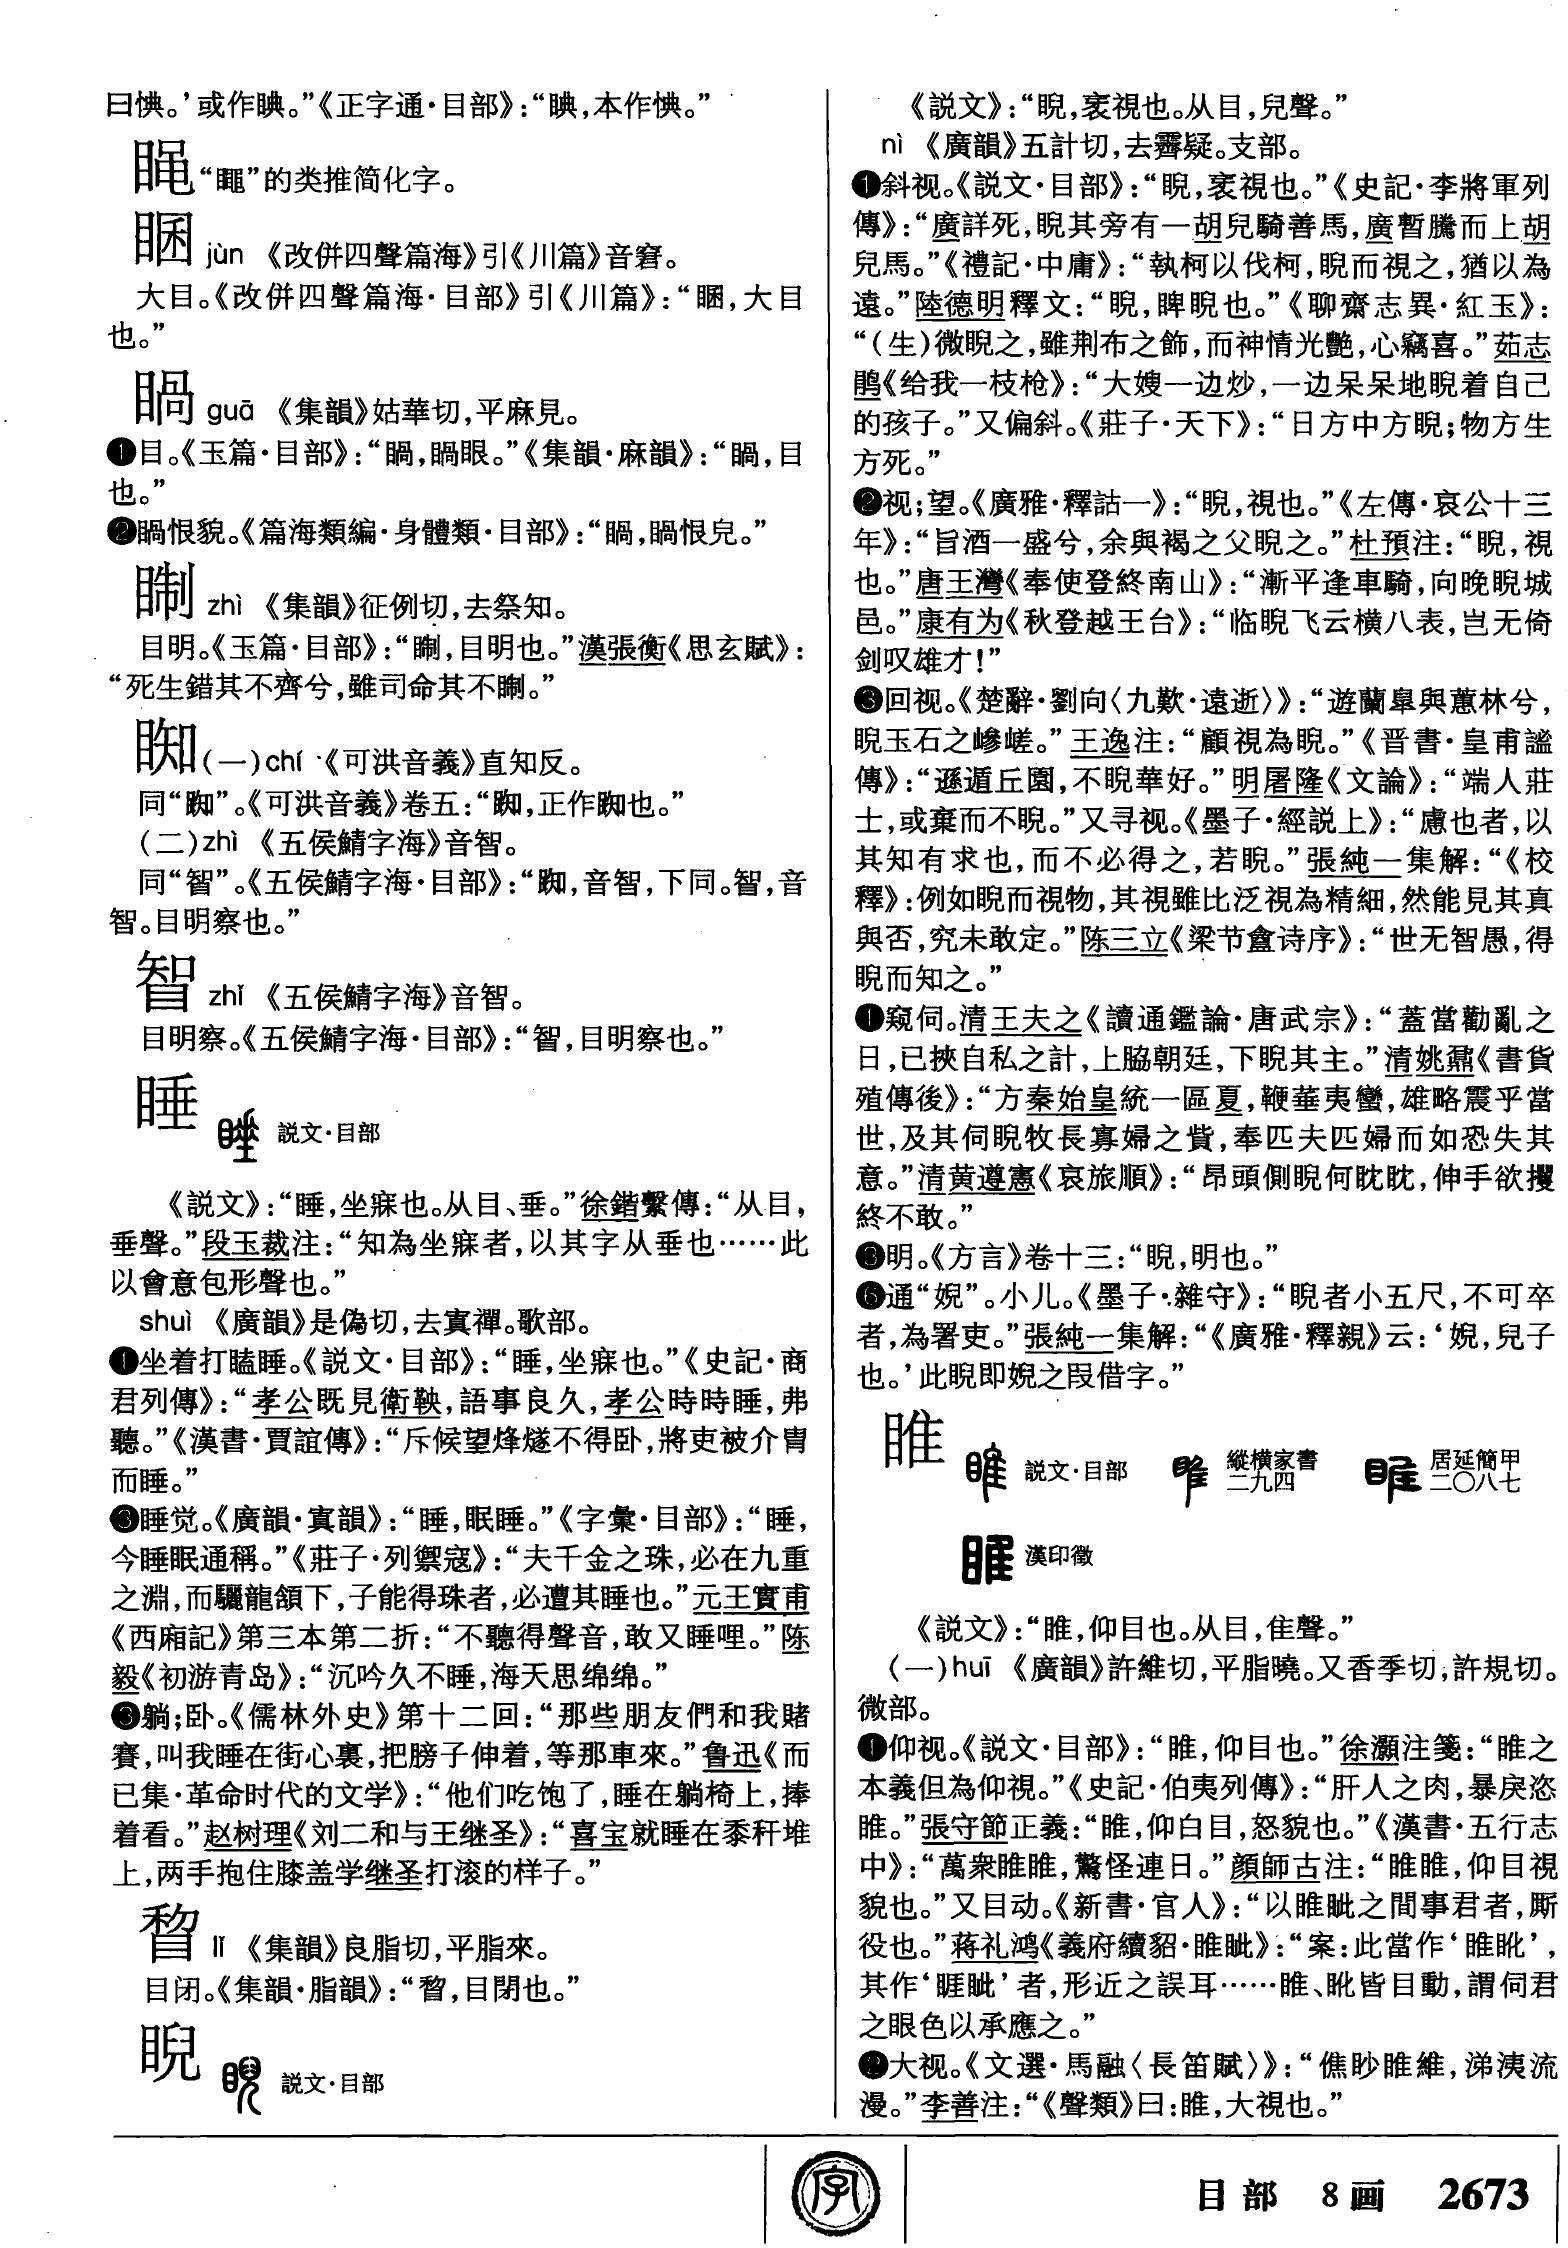 曰㥏。’或作睓。”《正字通·目部》：“睓，本作㥏。”
“䵴”的类推简化字。
睏 jùn 《改併四聲篇海》引《川篇》音窘。
大目。《改併四聲篇海·目部》引《川篇》：“睏，大目
也。”
guā 《集韻》姑華切，平麻見。
❶目。《玉篇·目部》：“眼。”《集韻·麻韻》：“目
也。”
❷恨貌。《篇海類編·身體類·目部》：“恨皃。”
zhì 《集韻》征例切，去祭知。
目明。《玉篇·目部》：“，目明也。”漢張衡《思玄賦》：
“死生錯其不齊兮，雖司命其不。”
（一）chí 《可洪音義》直知反。
同“”。《可洪音義》卷五：“正作也。”
（二）zhì 《五侯鯖字海》音智。
同“”。《五侯鯖字海·目部》：“音智，下同。音
智。目明察也。”
zhǐ 《五侯鯖字海》音智。
目明察。《五侯鯖字海·目部》：“目明察也。”
睡 説文·目部
《説文》：“睡，坐寐也。从目、垂。”徐鍇繫傳：“从目，
垂聲。”段玉裁注：“知為坐寐者，以其字从垂也……此
以會意包形聲也。”
shuì 《廣韻》是偽切，去寘禪。歌部。
❶坐着打瞌睡。《説文·目部》：“睡，坐寐也。”《史記·商
君列傳》：“孝公既見衛鞅，語事良久，孝公時時睡，弗
聽。”《漢書·賈誼傳》：“斥候望烽燧不得卧，將吏被介胄
而睡。”
❷睡觉。《廣韻·寘韻》：“睡，眠睡。”《字彙·目部》：“睡，
今睡眠通稱。”《莊子·列禦寇》：“夫千金之珠，必在九重
之淵，而驪龍頷下，子能得珠者，必遭其睡也。”元王實甫
《西廂記》第三本第二折：“不聽得聲音，敢又睡哩。”陈
毅《初游青岛》：“沉吟久不睡，海天思绵绵。”
❸躺；卧。《儒林外史》第十二回：“那些朋友們和我賭
賽，叫我睡在街心裏，把膀子伸着，等那車來。”鲁迅《而
已集·革命时代的文学》：“他们吃饱了，睡在躺椅上，捧
着看。”赵树理《刘二和与王继圣》：“喜宝就睡在黍秆堆
上，两手抱住膝盖学继圣打滚的样子。”
lí 《集韻》良脂切，平脂來。
目闭。《集韻·脂韻》：“目閉也。”
睨 説文·目部
《説文》：“睨，衺視也。从目，兒聲。”
nì 《廣韻》五計切，去霽疑。支部。
❶斜视。《説文·目部》：“睨，衺視也。”《史記·李將軍列
傳》：“廣詳死，睨其旁有一胡兒騎善馬，廣暫騰而上胡
兒馬。”《禮記·中庸》：“執柯以伐柯，睨而視之，猶以為
遠。”陸德明釋文：“睨，睥睨也。”《聊齋志異·紅玉》：
“（生）微睨之，雖荆布之飾，而神情光艷，心竊喜。”茹志
鹃《给我一枝枪》：“大嫂一边炒，一边呆呆地睨着自己
的孩子。”又偏斜。《莊子·天下》：“日方中方睨；物方生
方死。”
❷视；望。《廣雅·釋詁一》：“睨，視也。”《左傳·哀公十三
年》：“旨酒一盛兮，余與褐之父睨之。”杜預注：“睨，視
也。”唐王灣《奉使登終南山》：“漸平逢車騎，向晚睨城
邑。”康有为《秋登越王台》：“临睨飞云横八表，岂无倚
剑叹雄才！”
❸回视。《楚辭·劉向〈九歎·遠逝〉》：“遊蘭皋與蕙林兮，
睨玉石之嵾嵯。”王逸注：“顧視為睨。”《晋書·皇甫謐
傳》：“遜遁丘園，不睨華好。”明屠隆《文論》：“端人莊
士，或棄而不睨。”又寻视。《墨子·經説上》：“慮也者，以
其知有求也，而不必得之，若睨。”張純一集解：“《校
釋》：例如睨而視物，其視雖比泛視為精細，然能見其真
與否，究未敢定。”陈三立《梁节盦诗序》：“世无智愚，得
睨而知之。”
❹窺伺。清王夫之《讀通鑑論·唐武宗》：“蓋當勸亂之
日，已挾自私之計，上脇朝廷，下睨其主。”清姚鼐《書貨
殖傳後》：“方秦始皇統一區夏，鞭箠夷蠻，雄略震乎當
世，及其伺睨牧長寡婦之貲，奉匹夫匹婦而如恐失其
意。”清黄遵憲《哀旅順》：“昂頭側睨何眈眈，伸手欲攫
終不敢。”
❺明。《方言》卷十三：“睨，明也。”
❻通“婗”。小儿。《墨子·雜守》：“睨者小五尺，不可卒
者，為署吏。”張純一集解：“《廣雅·釋親》云：‘婗，兒子
也。’此睨即婗之叚借字。”
睢 説文·目部 縱横家書二九四 居延簡甲二〇八七
漢印徵
《説文》：“睢，仰目也。从目，隹聲。”
（一）huī 《廣韻》許維切，平脂曉。又香季切，許規切。
微部。
❶仰视。《説文·目部》：“睢，仰目也。”徐灝注箋：“睢之
本義但為仰視。”《史記·伯夷列傳》：“肝人之肉，暴戾恣
睢。”張守節正義：“睢，仰白目，怒貌也。”《漢書·五行志
中》：“萬衆睢睢，驚怪連日。”顔師古注：“睢睢，仰目視
貌也。”又目动。《新書·官人》：“以睢眦之間事君者，厮
役也。”蒋礼鸿《義府續貂·睢眦》：“案：此當作‘睢眦’，
其作‘睚眦’者，形近之誤耳……睢、皆目動，謂伺君
之眼色以承應之。”
❷大视。《文選·馬融〈長笛賦〉》：“僬眇睢維，涕洟流
漫。”李善注：“《聲類》曰：睢，大視也。”
字
目部 8画 2673